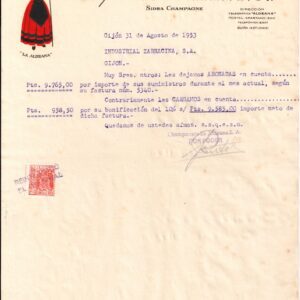 SIDRA CHAMPAGNE
DIRECCIÓN
"LA ALDEANA"
Gijón 31 de Agosto de 1953
INDUSTRIAL ZARRACINA, S.A.
GIJON.-
Muy Sres. ntros: Les dejamos ABONADAS en cuenta
Pts. 9.765,00 por importe de sus suministros durante el mes actual, según
su factura núm. 5340.-
Contrariamente les CARGAMOS en cuenta.-
Pts. 938,50 por su bonificación del 10% s/ Pts. 9.385,00 importe neto de
dicha factura.-
Quedamos de ustedes afmos. s.s.q.e.s.m.